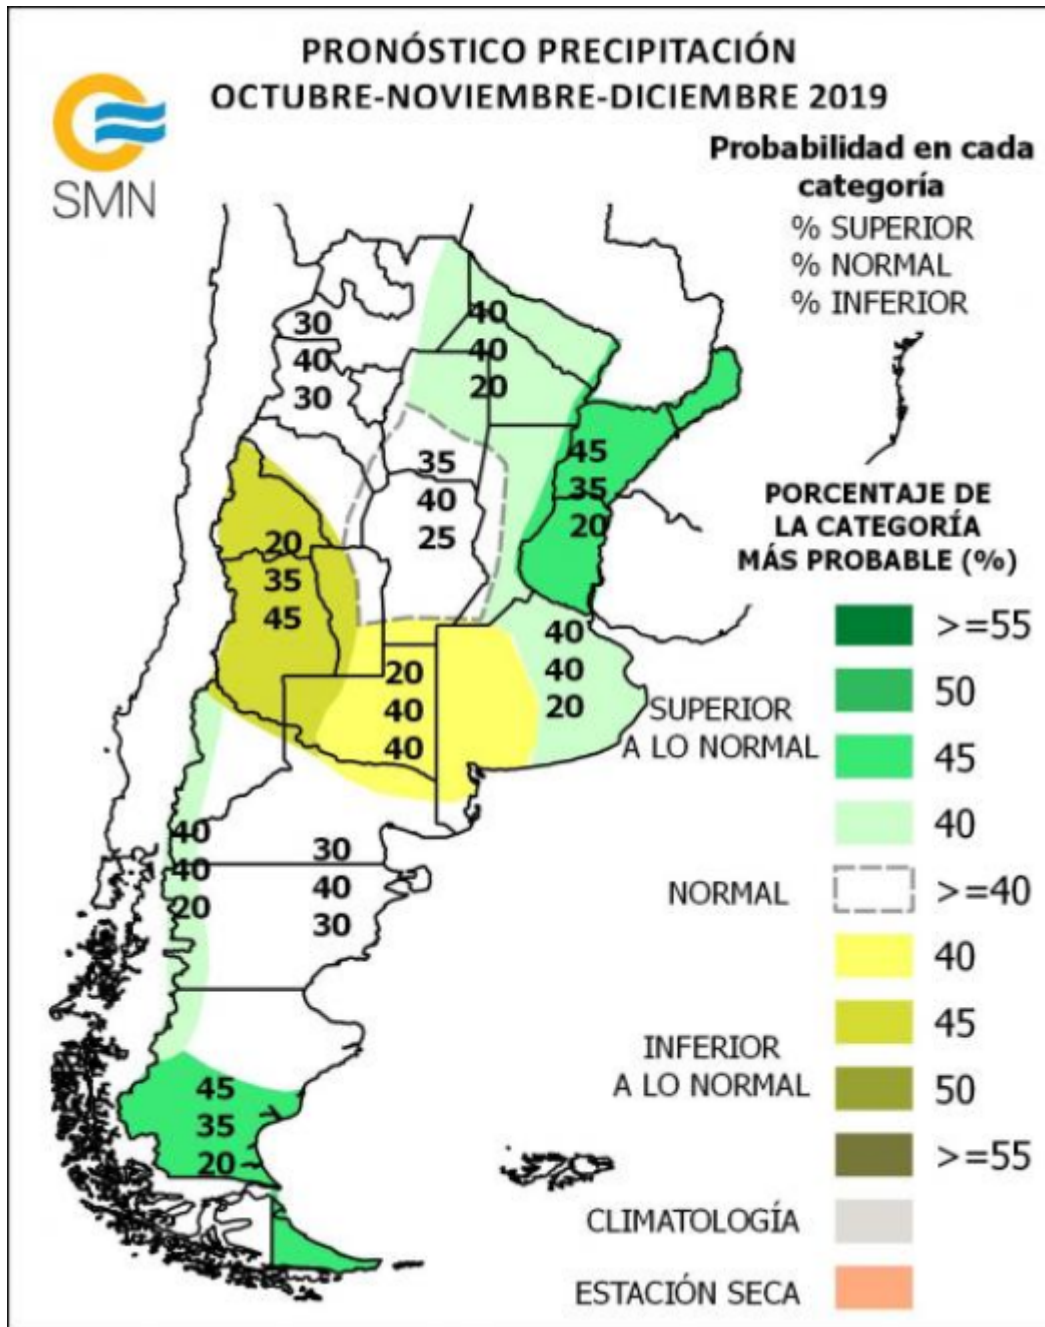 PRONÓSTICO PRECIPITACIÓN
OCTUBRE-NOVIEMBRE-DICIEMBRE 2019
SMN
Probabilidad en cada
categoría
% SUPERIOR
% NORMAL
% INFERIOR
30
40
30
40
40
20
35
40
25
45
35
20
20
35
45
20
40
40
40
40
20
40
40
20
30
40
30
45
35
20
PORCENTAJE DE
LA CATEGORÍA
MÁS PROBABLE (%)
SUPERIOR
A LO NORMAL
>=55
50
45
40
NORMAL
>=40
INFERIOR
A LO NORMAL
40
45
50
>=55
CLIMATOLOGÍA
ESTACIÓN SECA